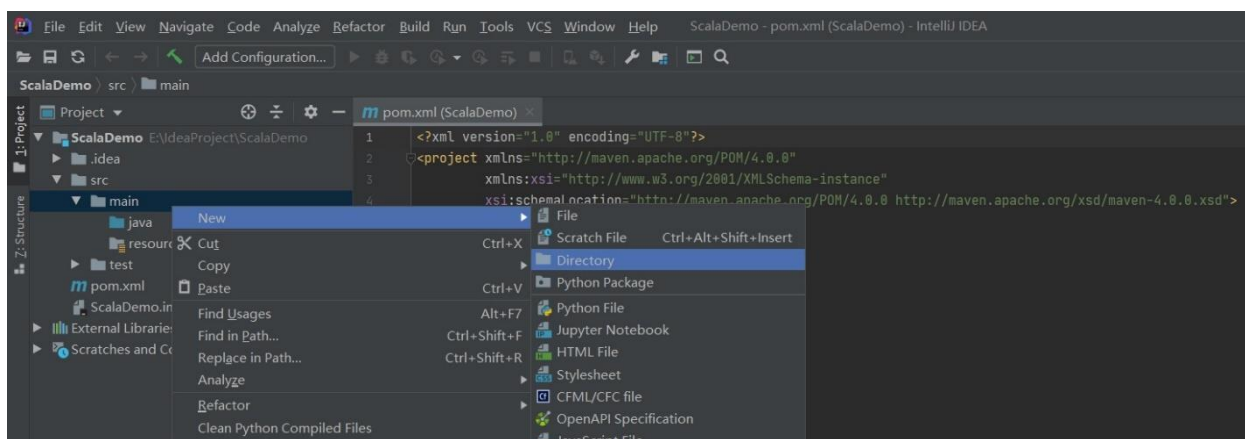 File Edit View Navigate Code Analyze Refactor Build Run Tools VCS Window Help ScalaDemo - pom.xml (ScalaDemo) - IntelliJ IDEA
Add Configuration...
ScalaDemo src main
Project
pom.xml (ScalaDemo)
1: Project
Z: Structure
ScalaDemo E:\IdeaProject\ScalaDemo
.idea
src
main
java
resourc
test
pom.xml
ScalaDemo.im
External Librarie
Scratches and Co
1 <?xml version="1.0" encoding="UTF-8"?>
2 <project xmlns="http://maven.apache.org/POM/4.0.0"
3 xmlns:xsi="http://www.w3.org/2001/XMLSchema-instance"
4 xsi:schemaLocation="http://maven.apache.org/POM/4.0.0 http://maven.apache.org/xsd/maven-4.0.0.xsd">
New
Cut Ctrl+X
Copy
Paste Ctrl+V
Find Usages Alt+F7
Find in Path... Ctrl+Shift+F
Replace in Path... Ctrl+Shift+R
Analyze
Refactor
Clean Python Compiled Files
File
Scratch File Ctrl+Alt+Shift+Insert
Directory
Python Package
Python File
Jupyter Notebook
HTML File
Stylesheet
CFML/CFC file
OpenAPI Specification
JavaScript File